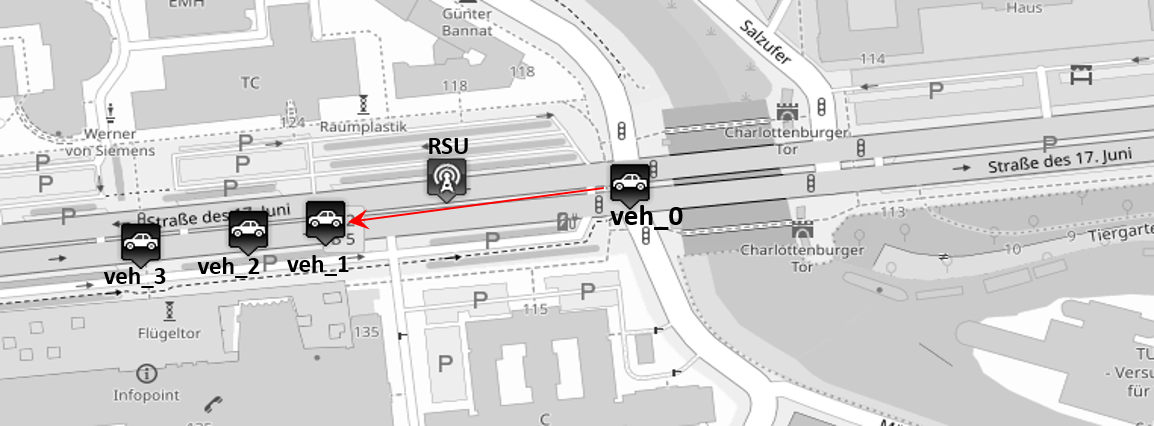 EMH
Günter
Bannat
Haus
Salzufer
TC
118
118
114
P
124
Raumplastik
Werner
von Siemens
P
P
P
P
RSU
Charlottenburger
Tor
P
Straße des 17. Juni
P
P
Straße des 17. Juni
veh_0
veh_1
veh_2
veh_3
5
P
P
113
Charlottenburger
Tor
10
9
Tiergarte
Flügeltor
135
P
P
115
P
Infopoint
C
TU
- Versu
für